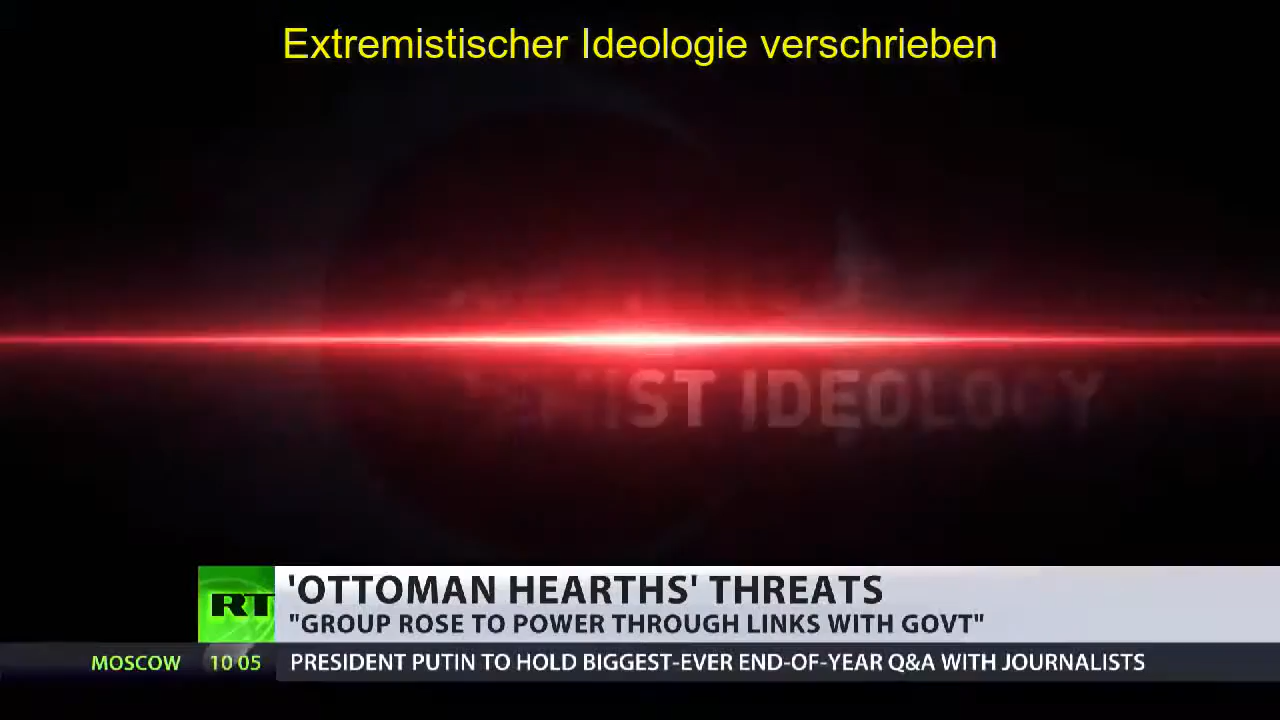 Extremistischer Ideologie verschrieben
IDEOLOGY
'OTTOMAN HEARTHS' THREATS
RT
"GROUP ROSE TO POWER THROUGH LINKS WITH GOVT"
MOSCOW 10 05 PRESIDENT PUTIN TO HOLD BIGGEST-EVER END-OF-YEAR Q&A WITH JOURNALISTS